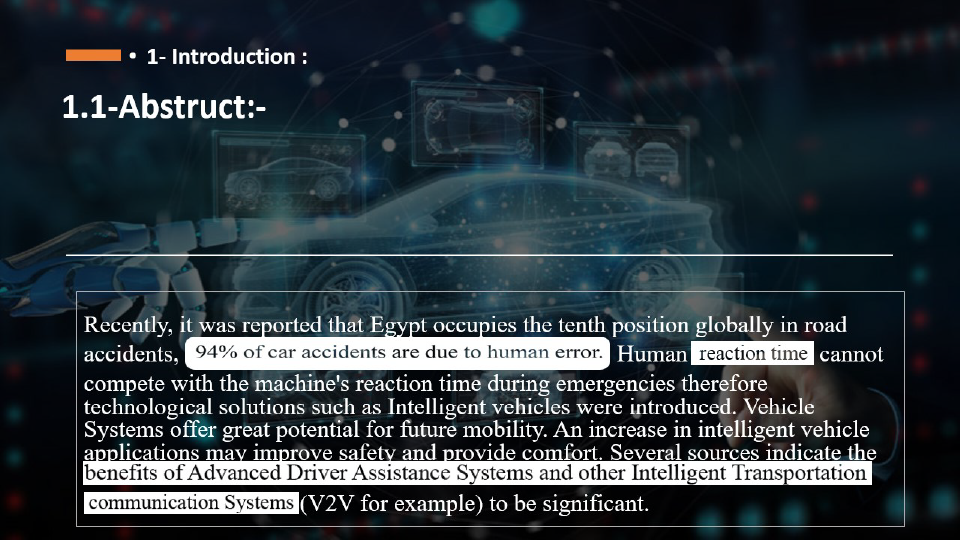 • 1- Introduction :
1.1-Abstruct:-
Recently, it was reported that Egypt occupies the tenth position globally in road
accidents, 94% of car accidents are due to human error. Human reaction time cannot
compete with the machine's reaction time during emergencies therefore
technological solutions such as Intelligent vehicles were introduced. Vehicle
Systems offer great potential for future mobility. An increase in intelligent vehicle
applications may improve safety and provide comfort. Several sources indicate the
benefits of Advanced Driver Assistance Systems and other Intelligent Transportation
communication Systems (V2V for example) to be significant.